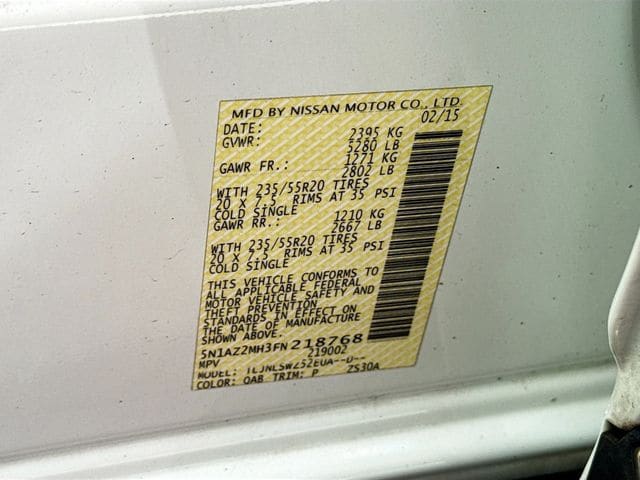 MFD BY NISSAN MOTOR CO., LTD.
DATE: 02/15
GVWR: 2395 KG
5280 LB
GAWR FR.: 1271 KG
2802 LB
WITH 235/55R20 TIRES
20 X 7.5 RIMS AT 35 PSI
COLD SINGLE
GAWR RR.: 1210 KG
2667 LB
WITH 235/55R20 TIRES
20 X 7.5 RIMS AT 35 PSI
COLD SINGLE
THIS VEHICLE CONFORMS TO
ALL APPLICABLE FEDERAL
MOTOR VEHICLE SAFETY AND
THEFT PREVENTION
STANDARDS IN EFFECT ON
THE DATE OF MANUFACTURE
SHOWN ABOVE.
5N1AZ2MH3FN218768
MPV 219002
MODEL:
COLOR: QAB TRIM: P ZS30A